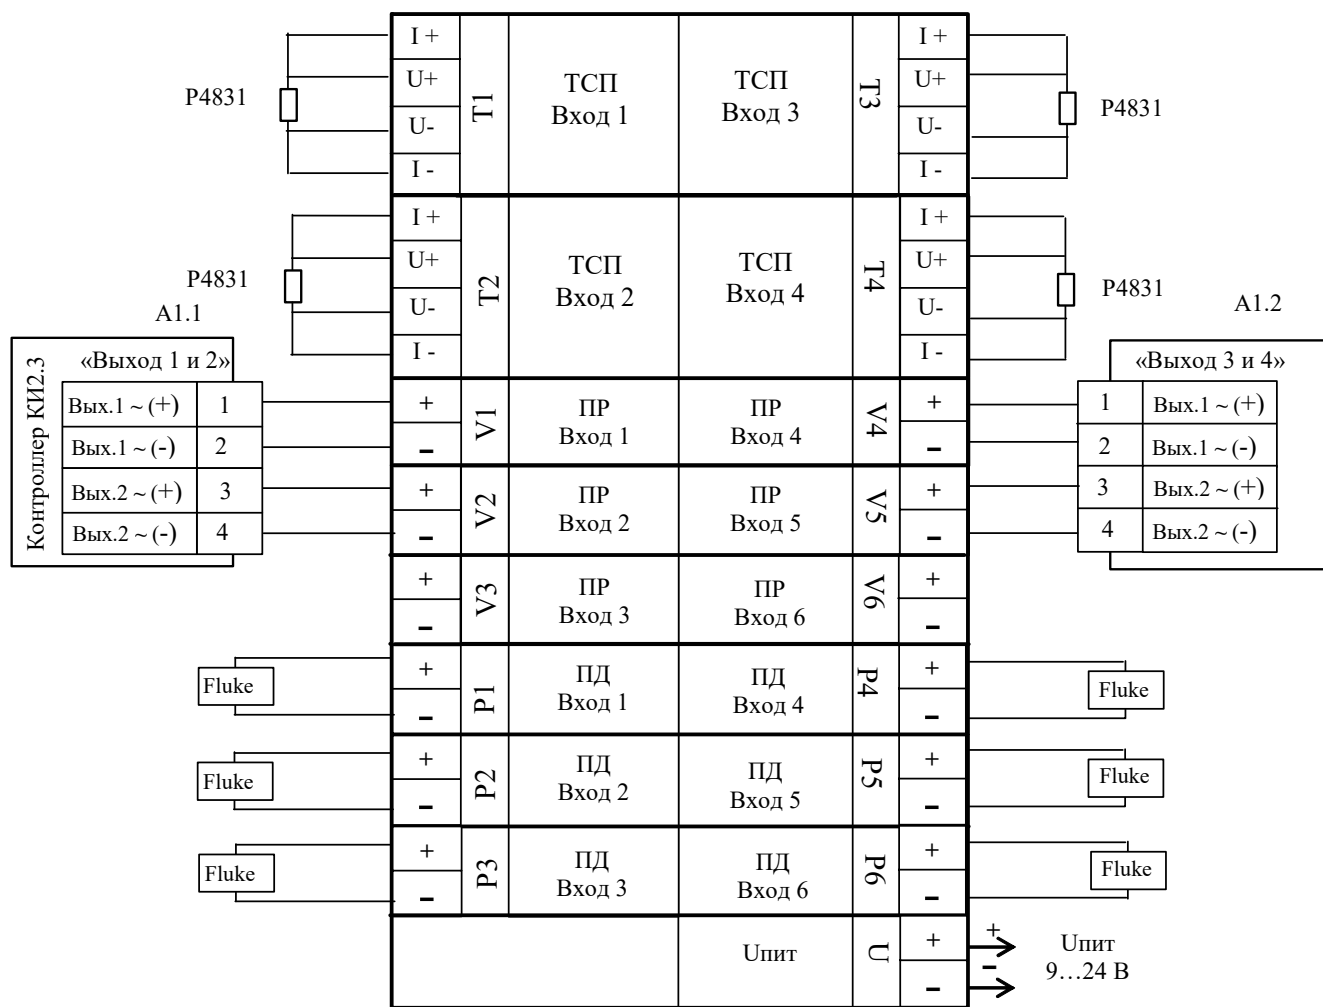 I +
U+
U-
I -
T1
ТСП
Вход 1
ТСП
Вход 3
T3
I +
U+
U-
I -
P4831
P4831
I +
U+
U-
I -
T2
ТСП
Вход 2
ТСП
Вход 4
T4
I +
U+
U-
I -
P4831
P4831
A1.1
A1.2
Контроллер КИ2.3
«Выход 1 и 2»
Вых.1 ~ (+) 1
Вых.1 ~ (-) 2
Вых.2 ~ (+) 3
Вых.2 ~ (-) 4
«Выход 3 и 4»
1 Вых.1 ~ (+)
2 Вых.1 ~ (-)
3 Вых.2 ~ (+)
4 Вых.2 ~ (-)
+
-
V1
ПР
Вход 1
ПР
Вход 4
V4
+
-
+
-
V2
ПР
Вход 2
ПР
Вход 5
V5
+
-
+
-
V3
ПР
Вход 3
ПР
Вход 6
V6
+
-
Fluke
+
-
P1
ПД
Вход 1
ПД
Вход 4
P4
+
-
Fluke
Fluke
+
-
P2
ПД
Вход 2
ПД
Вход 5
P5
+
-
Fluke
Fluke
+
-
P3
ПД
Вход 3
ПД
Вход 6
P6
+
-
Fluke
Uпит
U
+
-
+
-
Uпит
9…24 В